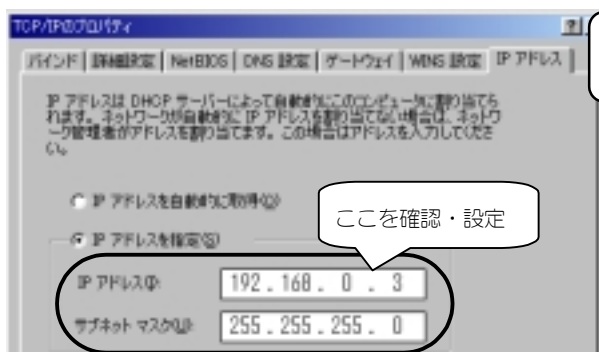 TCP/IPのプロパティ
バインド 詳細設定 NetBIOS DNS 設定 ゲートウェイ WINS 設定 IP アドレス
IP アドレスは DHCP サーバーによって自動的にこのコンピュータに割り当てら
れます。ネットワークが自動的に IP アドレスを割り当てない場合は、ネットワ
ーク管理者がアドレスを割り当てます。この場合はアドレスを入力してくださ
い。
IP アドレスを自動的に取得(O)
ここを確認・設定
IP アドレスを指定(S)
IP アドレス(I): 192 . 168 . 0 . 3
サブネット マスク(U): 255 . 255 . 255 . 0